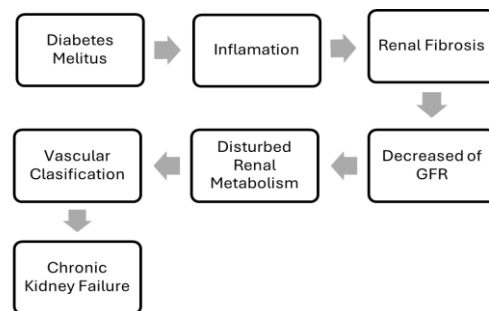 Diabetes
Melitus
Inflamation
Renal Fibrosis
Decreased of
GFR
Disturbed
Renal
Metabolism
Vascular
Clasification
Chronic
Kidney Failure